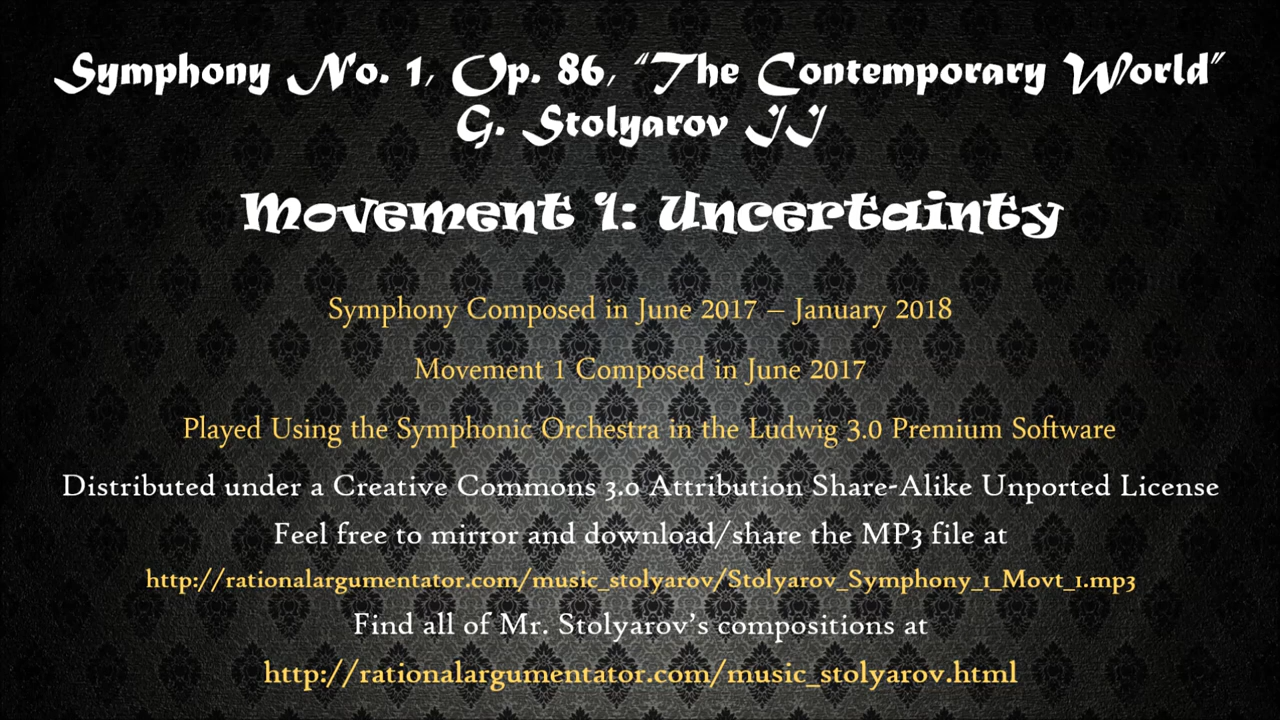 Symphony No. 1, Op. 86, “The Contemporary World”
G. Stolyarov II
Movement 1: Uncertainty
Symphony Composed in June 2017 – January 2018
Movement 1 Composed in June 2017
Played Using the Symphonic Orchestra in the Ludwig 3.0 Premium Software
Distributed under a Creative Commons 3.0 Attribution Share-Alike Unported License
Feel free to mirror and download/share the MP3 file at
http://rationalargumentator.com/music_stolyarov/Stolyarov_Symphony_1_Movt_1.mp3
Find all of Mr. Stolyarov’s compositions at
http://rationalargumentator.com/music_stolyarov.html